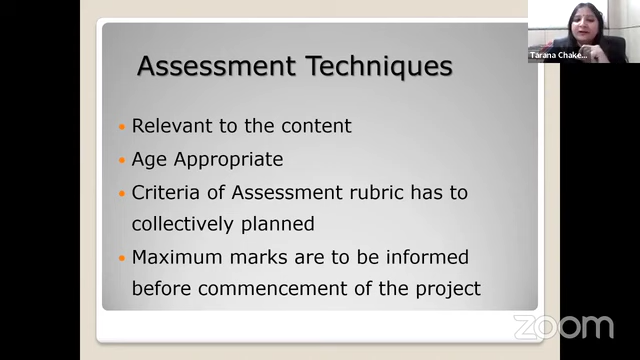 Assessment Techniques
Relevant to the content
Age Appropriate
Criteria of Assessment rubric has to
collectively planned
Maximum marks are to be informed
before commencement of the project
Tarana Chake...
zoom